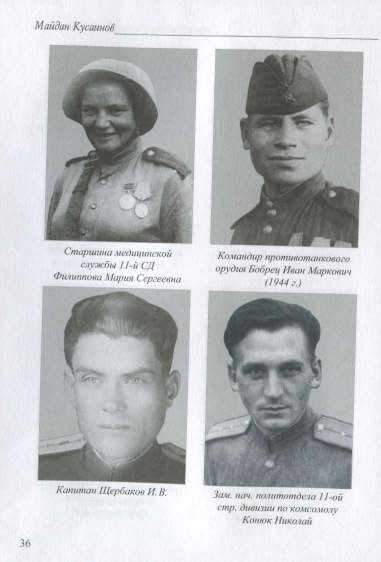 Майдан Кусаинов
Старшина медицинской
службы 11-й СД
Филиппова Мария Сергеевна
Командир противотанкового
орудия Бобрец Иван Маркович
(1944 г.)
Капитан Щербаков И. В.
Зам. нач. политотдела 11-ой
стр. дивизии по комсомолу
Конюк Николай
36